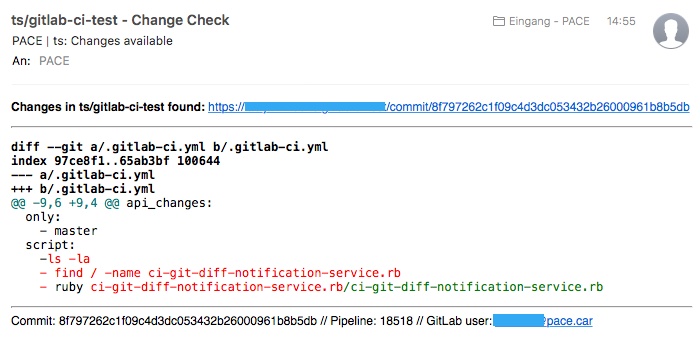 ts/gitlab-ci-test - Change Check
Eingang - PACE 14:55
PACE | ts: Changes available
An: PACE
Changes in ts/gitlab-ci-test found: https:// /commit/8f797262c1f09c4d3dc053432b26000961b8b5db
diff --git a/.gitlab-ci.yml b/.gitlab-ci.yml
index 97ce8f1..65ab3bf 100644
--- a/.gitlab-ci.yml
+++ b/.gitlab-ci.yml
@@ -9,6 +9,4 @@ api_changes:
only:
- master
script:
-ls -la
- find / -name ci-git-diff-notification-service.rb
- ruby ci-git-diff-notification-service.rb/ci-git-diff-notification-service.rb
Commit: 8f797262c1f09c4d3dc053432b26000961b8b5db // Pipeline: 18518 // GitLab user: @pace.car